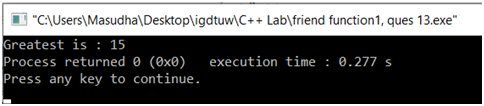 "C:\Users\Masudha\Desktop\igdtuw\C++ Lab\friend function1, ques 13.exe"
Greatest is : 15
Process returned 0 (0x0)   execution time : 0.277 s
Press any key to continue.